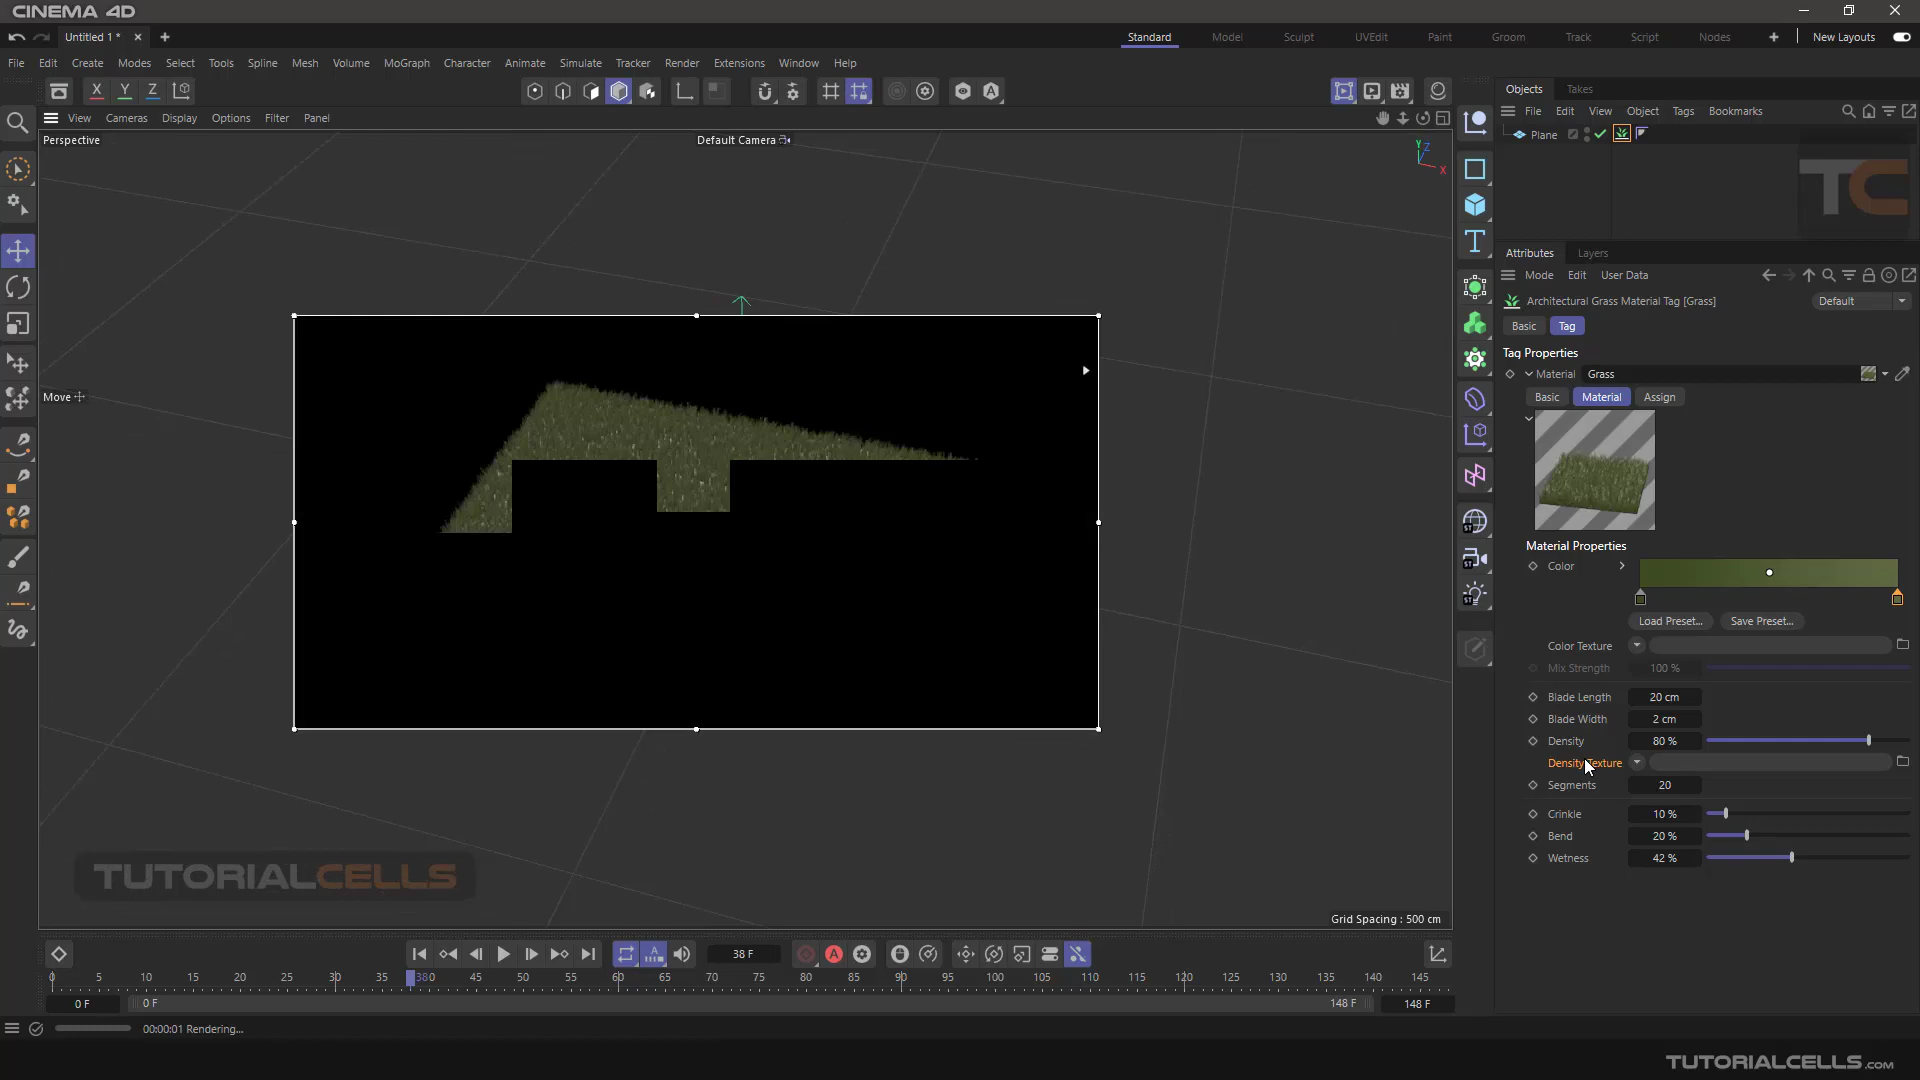 CINEMA 4D
Untitled 1 *
Standard
Model
Sculpt
UVEdit
Paint
Groom
Track
Script
Nodes
New Layouts
File Edit Create Modes Select Tools Spline Mesh Volume MoGraph Character Animate Simulate Tracker Render Extensions Window Help
X Y Z
Objects Takes
View Cameras Display Options Filter Panel
File Edit View Object Tags Bookmarks
Perspective
Default Camera
Plane
Y Z X
TC
Attributes Layers
Mode Edit User Data
Architectural Grass Material Tag [Grass]
Default
Basic Tag
Tag Properties
Material Grass
Basic Material Assign
Move
Material Properties
Color
Load Preset... Save Preset...
Color Texture
Mix Strength 100 %
Blade Length 20 cm
Blade Width 2 cm
Density 80 %
Density Texture
Segments 20
Crinkle 10 %
Bend 20 %
Wetness 42 %
TUTORIALCELLS
Grid Spacing : 500 cm
38 F
0 5 10 15 20 25 30 35 380 45 50 55 60 65 70 75 80 85 90 95 100 105 110 115 120 125 130 135 140 145
0 F 0 F 148 F 148 F
00:00:01 Rendering...
TUTORIALCELLS.com